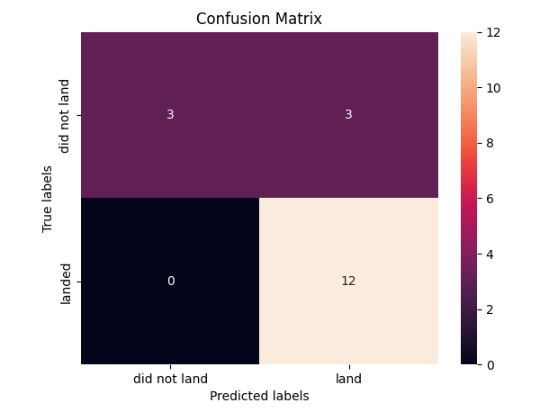 Confusion Matrix
12
10
8
6
4
2
0
True labels
did not land
landed
3
3
0
12
did not land
land
Predicted labels